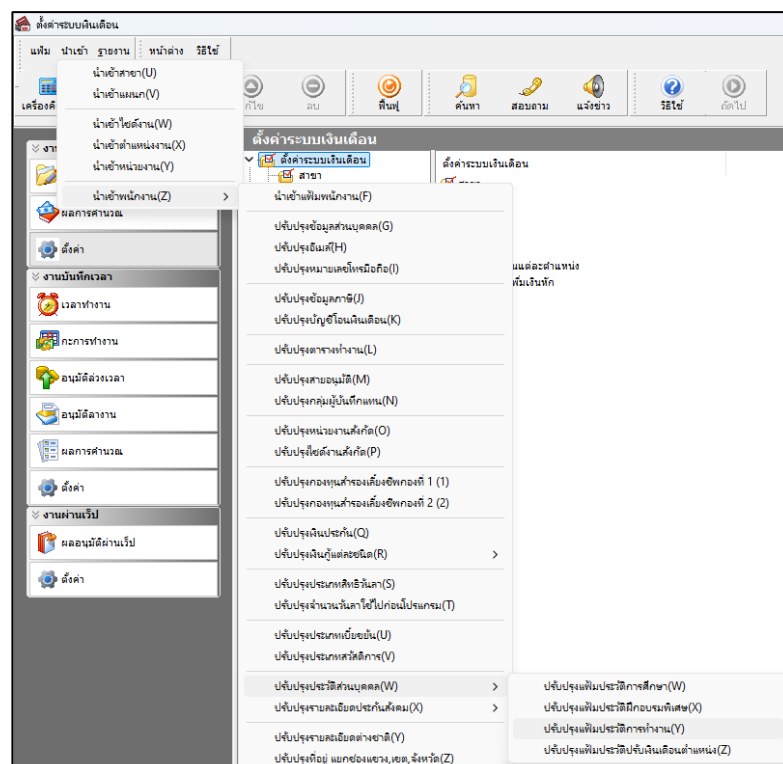 ตั้งค่าระบบเงินเดือน
แฟ้ม นำเข้า ฐายงาน หน้าต่าง วิธีใช้
นำเข้าสาขา(U)
นำเข้าแผนก(V)
นำเข้าไซด์งาน(W)
นำเข้าตำแหน่งงาน(X)
นำเข้าหน่วยงาน(Y)
นำเข้าพนักงาน(Z)
เครื่องคิ ลบ ฟื้นฟู ค้นหา สอบถาม แจ้งข่าว วิธีใช้ ถัดไป
ตั้งค่าระบบเงินเดือน
ตั้งค่าระบบเงินเดือน
สาขา
ตั้งค่าระบบเงินเดือน
ผลการคำนวณ
ตั้งค่า
งานบันทึกเวลา
เวลาทำงาน
กะการทำงาน
อนุมัติล่วงเวลา
อนุมัติลางาน
ผลการคำนวณ
ตั้งค่า
งานผ่านเว็ป
ผลอนุมัติผ่านเว็ป
ตั้งค่า
นำเข้าแฟ้มพนักงาน(F)
ปรับปรุงข้อมูลส่วนบุคคล(G)
ปรับปรุงอีเมล์(H)
ปรับปรุงหมายเลขโทรมือถือ(I)
ปรับปรุงข้อมูลภาษี(J)
ปรับปรุงบัญชีโอนเงินเดือน(K)
ปรับปรุงตารางทำงาน(L)
ปรับปรุงสายอนุมัติ(M)
ปรับปรุงกลุ่มผู้บันทึกแทน(N)
ปรับปรุงหน่วยงานสังกัด(O)
ปรับปรุงไซด์งานสังกัด(P)
ปรับปรุงกองทุนสำรองเลี้ยงชีพกองที่ 1 (1)
ปรับปรุงกองทุนสำรองเลี้ยงชีพกองที่ 2 (2)
ปรับปรุงเงินประกัน(Q)
ปรับปรุงเงินกู้แต่ละชนิด(R)
ปรับปรุงประเภทสิทธิวันลา(S)
ปรับปรุงจำนวนวันลาใช้ไปก่อนโปรแกรม(T)
ปรับปรุงประเภทเบี้ยขยัน(U)
ปรับปรุงประเภทสวัสดิการ(V)
ปรับปรุงประวัติส่วนบุคคล(W)
ปรับปรุงรายละเอียดประกันสังคม(X)
ปรับปรุงรายละเอียดต่างชาติ(Y)
ปรับปรุงที่อยู่ แยกช่องแขวง,เขต,จังหวัด(Z)
ปรับปรุงแฟ้มประวัติการศึกษา(W)
ปรับปรุงแฟ้มประวัติฝึกอบรมพิเศษ(X)
ปรับปรุงแฟ้มประวัติการทำงาน(Y)
ปรับปรุงแฟ้มประวัติปรับเงินเดือนตำแหน่ง(Z)